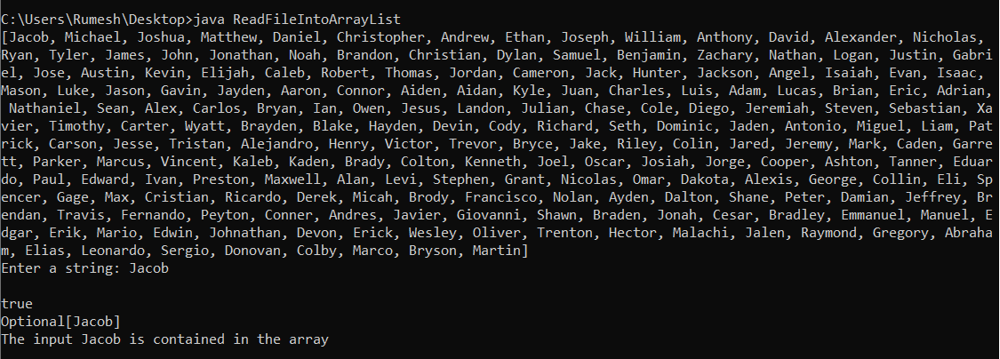 C:\Users\Rumesh\Desktop>java ReadFileIntoArrayList
[Jacob, Michael, Joshua, Matthew, Daniel, Christopher, Andrew, Ethan, Joseph, William, Anthony, David, Alexander, Nicholas,
Ryan, Tyler, James, John, Jonathan, Noah, Brandon, Christian, Dylan, Samuel, Benjamin, Zachary, Nathan, Logan, Justin, Gabri
el, Jose, Austin, Kevin, Elijah, Caleb, Robert, Thomas, Jordan, Cameron, Jack, Hunter, Jackson, Angel, Isaiah, Evan, Isaac,
Mason, Luke, Jason, Gavin, Jayden, Aaron, Connor, Aiden, Aidan, Kyle, Juan, Charles, Luis, Adam, Lucas, Brian, Eric, Adrian,
 Nathaniel, Sean, Alex, Carlos, Bryan, Ian, Owen, Jesus, Landon, Julian, Chase, Cole, Diego, Jeremiah, Steven, Sebastian, Xa
vier, Timothy, Carter, Wyatt, Brayden, Blake, Hayden, Devin, Cody, Richard, Seth, Dominic, Jaden, Antonio, Miguel, Liam, Pat
rick, Carson, Jesse, Tristan, Alejandro, Henry, Victor, Trevor, Bryce, Jake, Riley, Colin, Jared, Jeremy, Mark, Caden, Garre
tt, Parker, Marcus, Vincent, Kaleb, Kaden, Brady, Colton, Kenneth, Joel, Oscar, Josiah, Jorge, Cooper, Ashton, Tanner, Eduar
do, Paul, Edward, Ivan, Preston, Maxwell, Alan, Levi, Stephen, Grant, Nicolas, Omar, Dakota, Alexis, George, Collin, Eli, Sp
encer, Gage, Max, Cristian, Ricardo, Derek, Micah, Brody, Francisco, Nolan, Ayden, Dalton, Shane, Peter, Damian, Jeffrey, Br
endan, Travis, Fernando, Peyton, Conner, Andres, Javier, Giovanni, Shawn, Braden, Jonah, Cesar, Bradley, Emmanuel, Manuel, E
dgar, Erik, Mario, Edwin, Johnathan, Devon, Erick, Wesley, Oliver, Trenton, Hector, Malachi, Jalen, Raymond, Gregory, Abraha
m, Elias, Leonardo, Sergio, Donovan, Colby, Marco, Bryson, Martin]
Enter a string: Jacob
true
Optional[Jacob]
The input Jacob is contained in the array